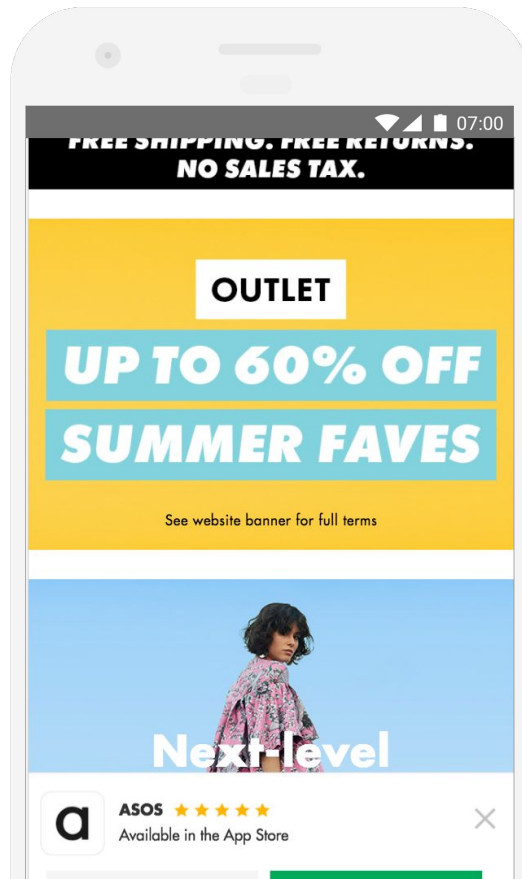 07:00
FREE SHIPPING. FREE RETURNS.
NO SALES TAX.
OUTLET
UP TO 60% OFF
SUMMER FAVES
See website banner for full terms
Next-level
a
ASOS
Available in the App Store